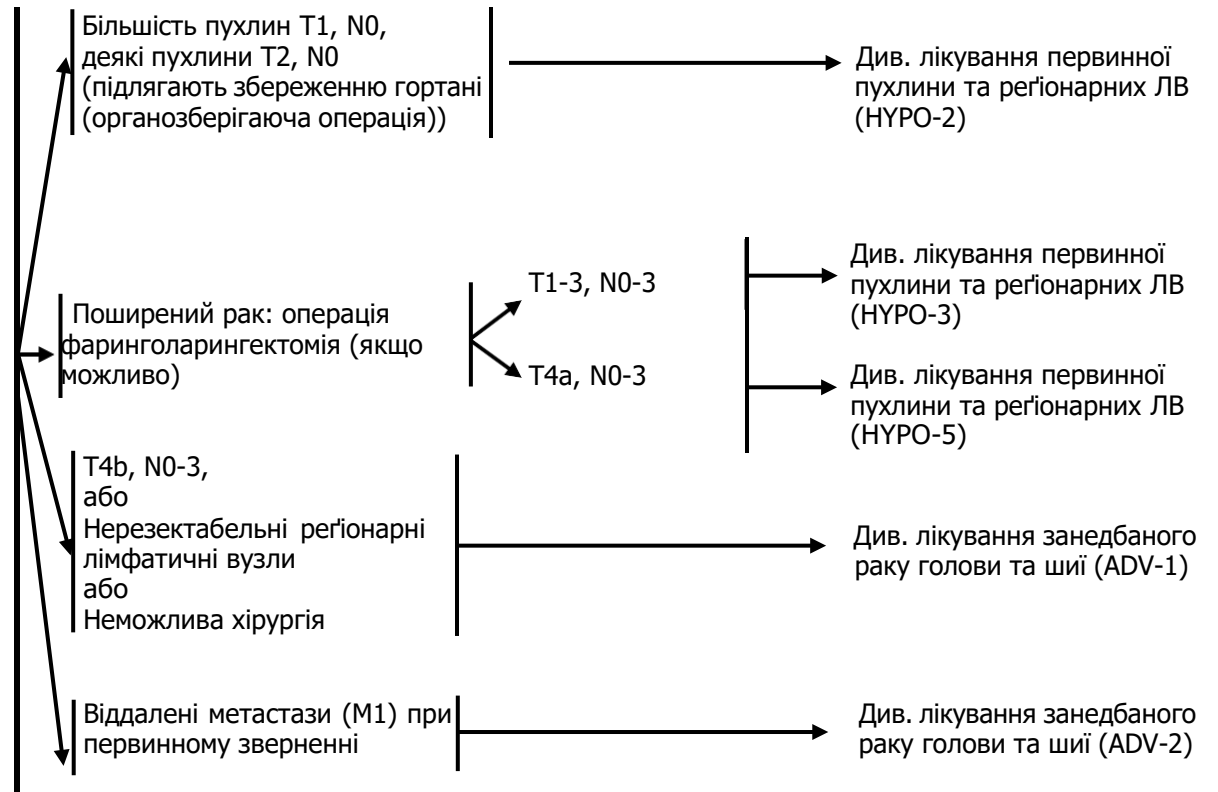 Більшість пухлин T1, N0,
деякі пухлини T2, N0
(підлягають збереженню гортані
(органозберігаюча операція))
Див. лікування первинної
пухлини та реґіонарних ЛВ
(HYPO-2)
Поширений рак: операція
фаринголарингектомія (якщо
можливо)
T1-3, N0-3
T4a, N0-3
Див. лікування первинної
пухлини та реґіонарних ЛВ
(HYPO-3)
Див. лікування первинної
пухлини та реґіонарних ЛВ
(HYPO-5)
T4b, N0-3,
або
Нерезектабельні реґіонарні
лімфатичні вузли
або
Неможлива хірургія
Див. лікування занедбаного
раку голови та шиї (ADV-1)
Віддалені метастази (M1) при
первинному зверненні
Див. лікування занедбаного
раку голови та шиї (ADV-2)